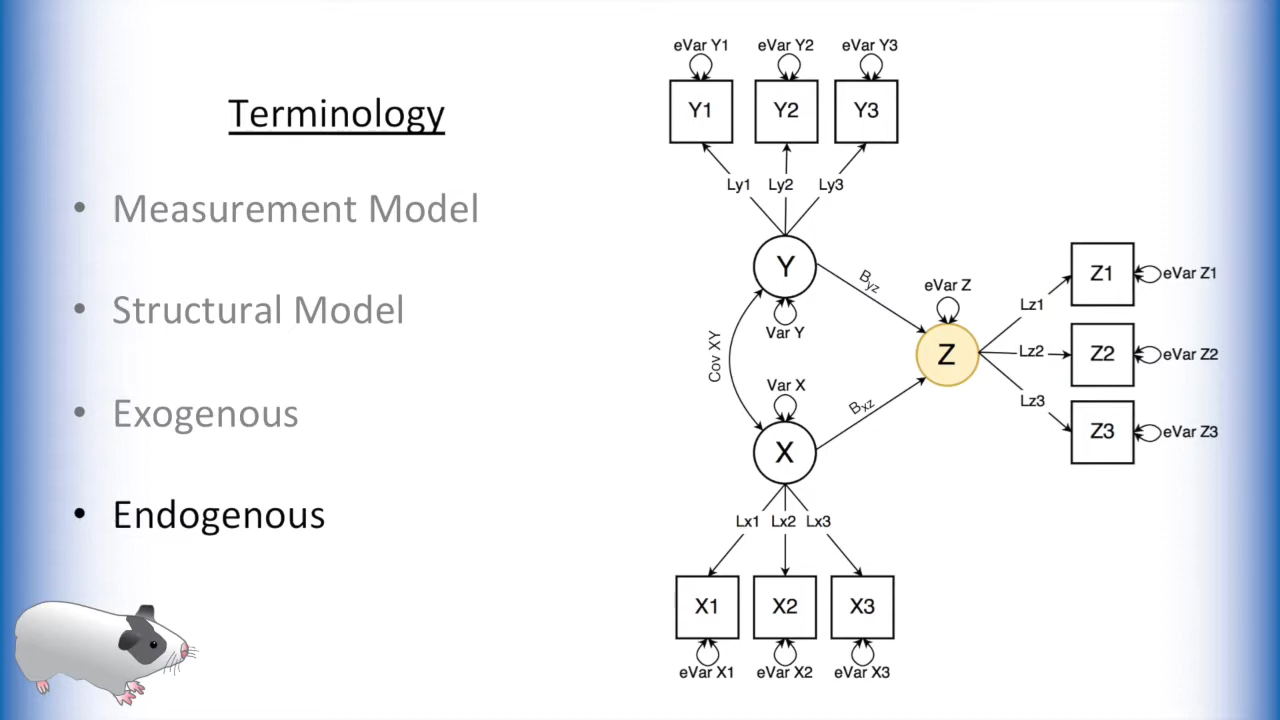 Terminology
• Measurement Model
• Structural Model
• Exogenous
• Endogenous
eVar Y1 eVar Y2 eVar Y3
Y1 Y2 Y3
Ly1 Ly2 Ly3
Y
Byz
Var Y
Cov XY
eVar Z
Z
Var X
Bxz
X
Lz1 Z1 eVar Z1
Lz2 Z2 eVar Z2
Lz3 Z3 eVar Z3
Lx1 Lx2 Lx3
X1 X2 X3
eVar X1 eVar X2 eVar X3